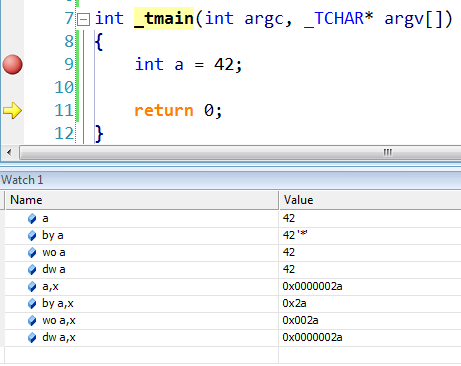 6
7 int _tmain(int argc, _TCHAR* argv[])
8 {
9 int a = 42;
10
11 return 0;
12 }
Watch 1
Name Value
a 42
by a 42 '*'
wo a 42
dw a 42
a,x 0x0000002a
by a,x 0x2a
wo a,x 0x002a
dw a,x 0x0000002a